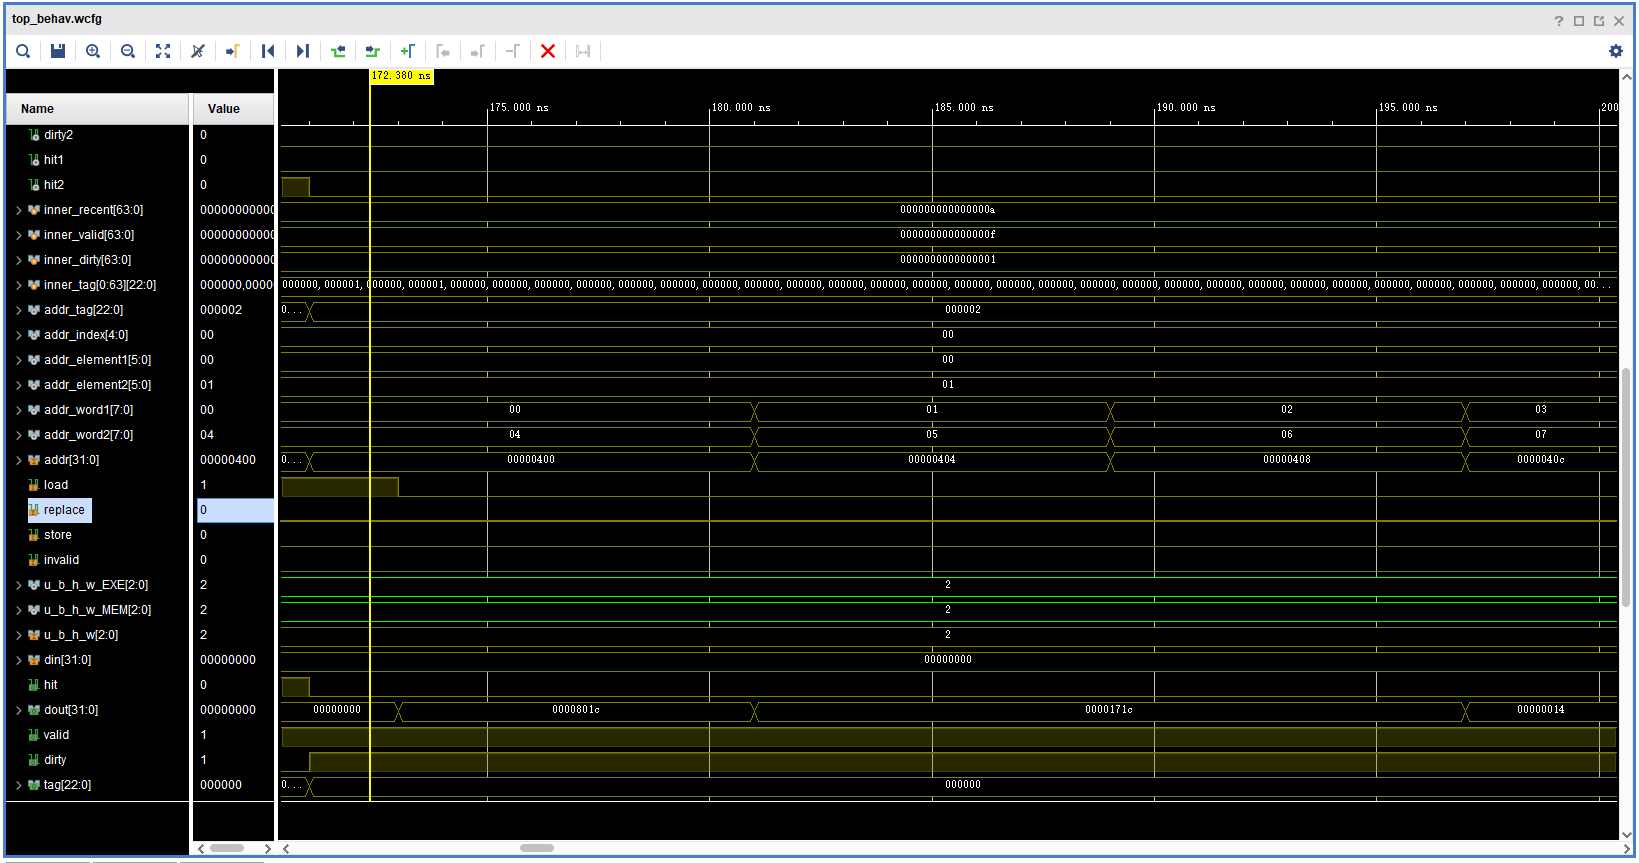 top_behav.wcfg
172.380 ns
175.000 ns 180.000 ns 185.000 ns 190.000 ns 195.000 ns 200
Name Value
dirty2 0
hit1 0
hit2 0
inner_recent[63:0] 00000000000 000000000000000a
inner_valid[63:0] 00000000000 000000000000000f
inner_dirty[63:0] 00000000000 0000000000000001
inner_tag[0:63][22:0] 000000,0000 000000,000001,000000,000001,000000,000000,000000,000000,000000,000000,000000,000000,000000,000000,000000,000000,000000,000000,000000,000000,000000,000000,000000,000000,000000,000000,000000,00...
addr_tag[22:0] 000002 0... 000002
addr_index[4:0] 00 00
addr_element1[5:0] 00 00
addr_element2[5:0] 01 01
addr_word1[7:0] 00 00 01 02 03
addr_word2[7:0] 04 04 05 06 07
addr[31:0] 00000400 0... 00000400 00000404 00000408 0000040c
load 1
replace 0
store 0
invalid 0
u_b_h_w_EXE[2:0] 2 2
u_b_h_w_MEM[2:0] 2 2
u_b_h_w[2:0] 2 2
din[31:0] 00000000 00000000
hit 0
dout[31:0] 00000000 00000000 0000801c 0000171c 00000014
valid 1
dirty 1
tag[22:0] 000000 0... 000000